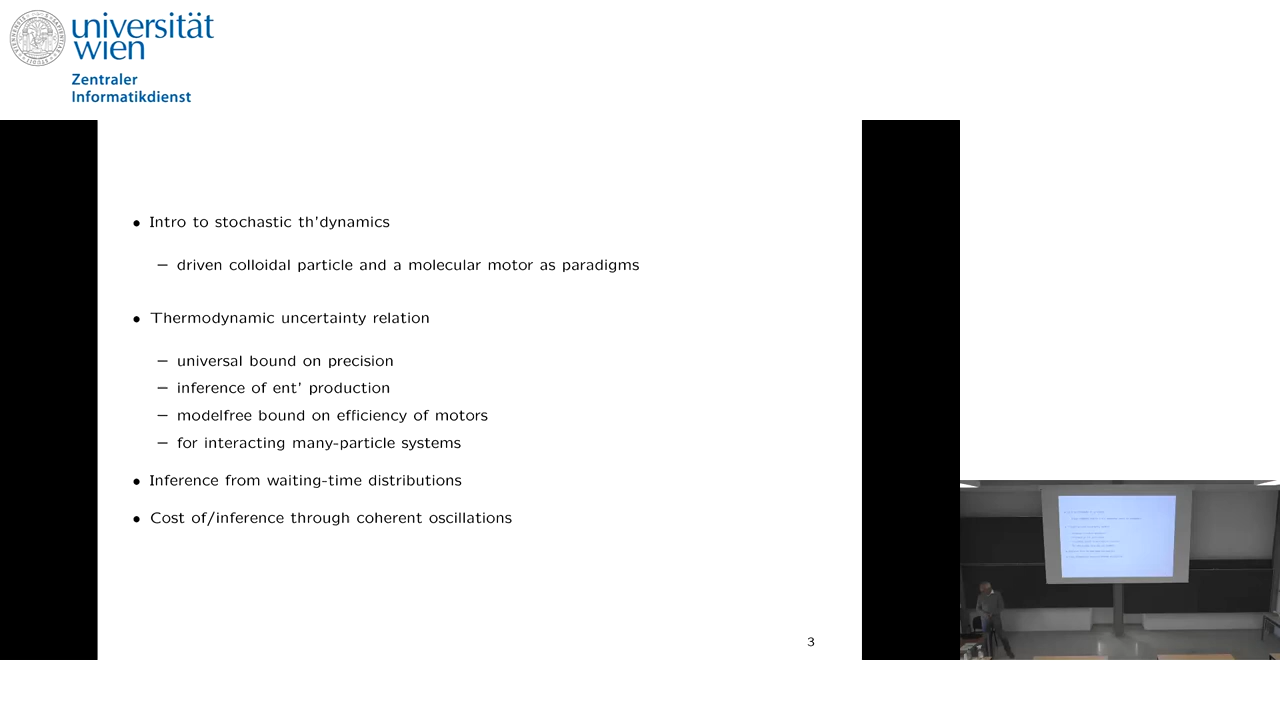 universität
wien
Zentraler
Informatikdienst
• Intro to stochastic th'dynamics
– driven colloidal particle and a molecular motor as paradigms
• Thermodynamic uncertainty relation
– universal bound on precision
– inference of ent' production
– modelfree bound on efficiency of motors
– for interacting many-particle systems
• Inference from waiting-time distributions
• Cost of/inference through coherent oscillations
3